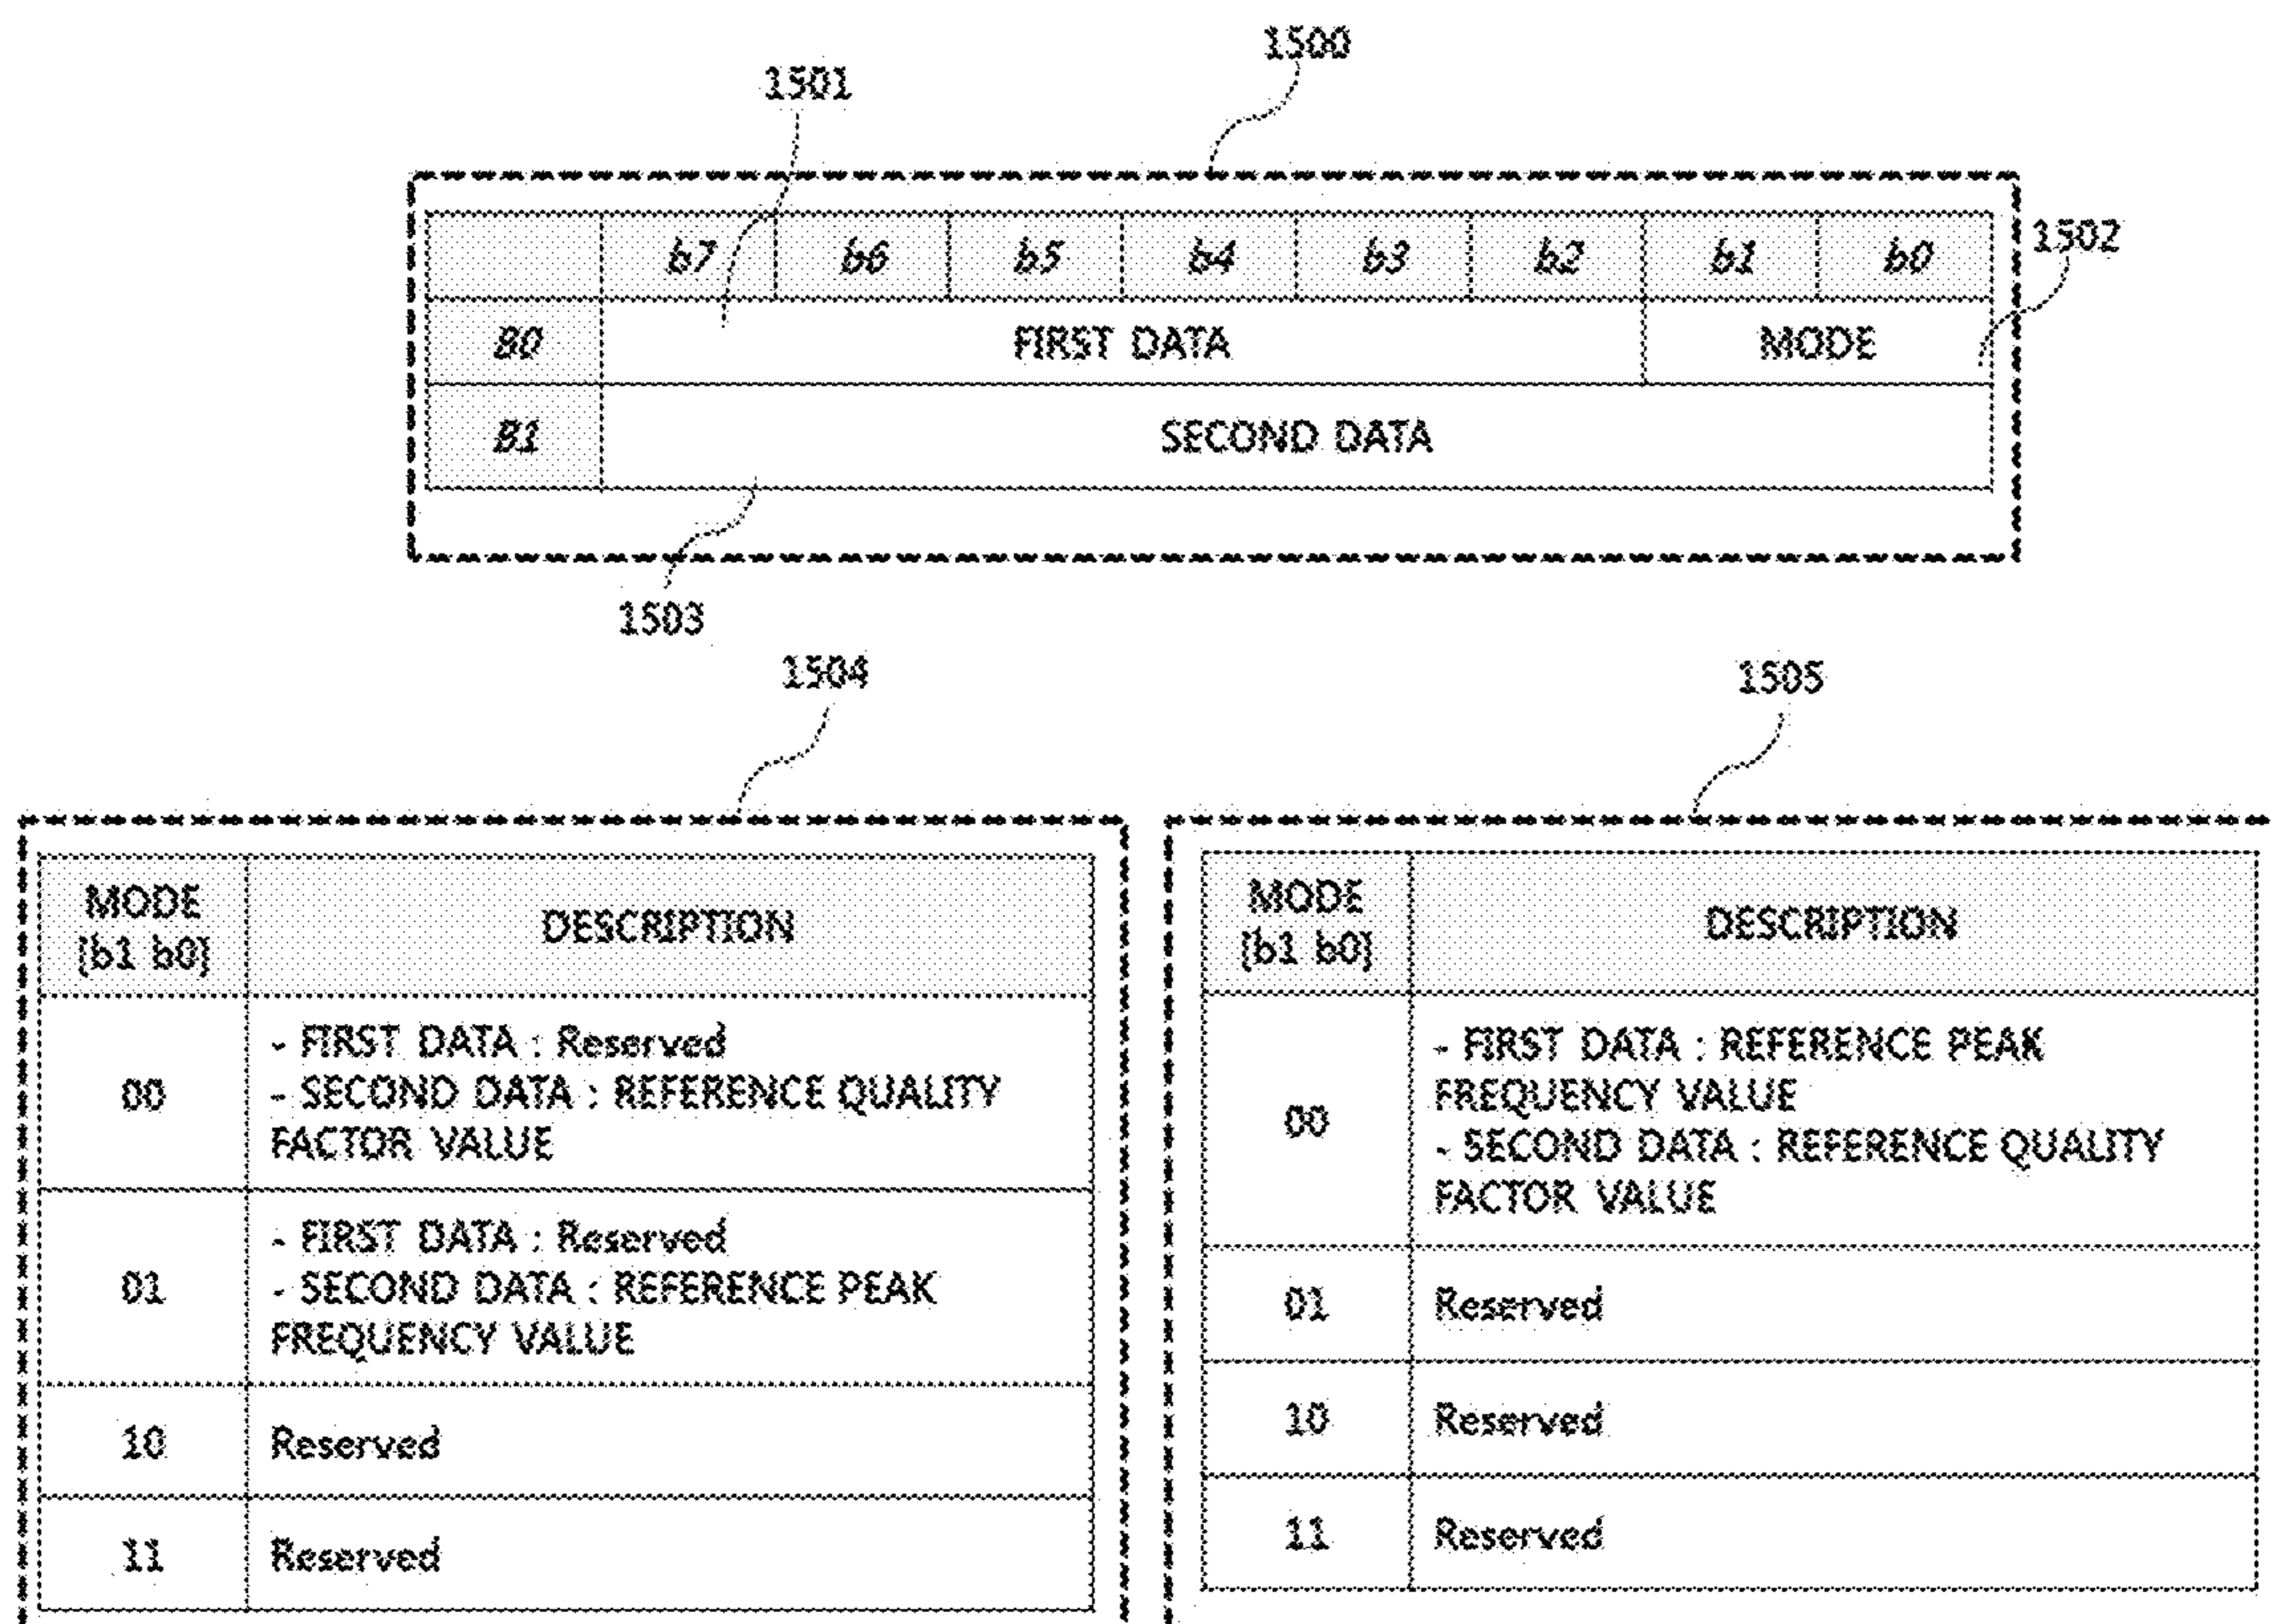 1500
1501
b7 b6 b5 b4 b3 b2 b1 b0
1502
B0 FIRST DATA MODE
B1 SECOND DATA
1503
1504
1505
MODE
[b1 b0]
DESCRIPTION
00
- FIRST DATA : Reserved
- SECOND DATA : REFERENCE QUALITY
FACTOR VALUE
01
- FIRST DATA : Reserved
- SECOND DATA : REFERENCE PEAK
FREQUENCY VALUE
10 Reserved
11 Reserved
MODE
[b1 b0]
DESCRIPTION
00
- FIRST DATA : REFERENCE PEAK
FREQUENCY VALUE
- SECOND DATA : REFERENCE QUALITY
FACTOR VALUE
01 Reserved
10 Reserved
11 Reserved